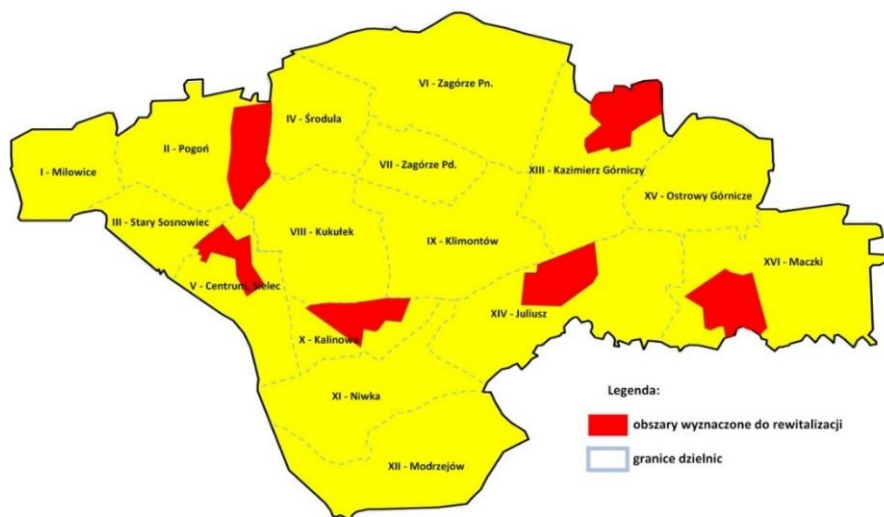 VI - Zagórze Pn.
IV - Środula
II - Pogoń
VII - Zagórze Pd.
XIII - Kazimierz Górniczy
I - Milowice
XV - Ostrowy Górnicze
III - Stary Sosnowiec
VIII - Kukułek
IX - Klimontów
XVI - Maczki
V - Centrum, Sielec
XIV - Juliusz
X - Kalinowa
XI - Niwka
XII - Modrzejów
Legenda:
obszary wyznaczone do rewitalizacji
granice dzielnic